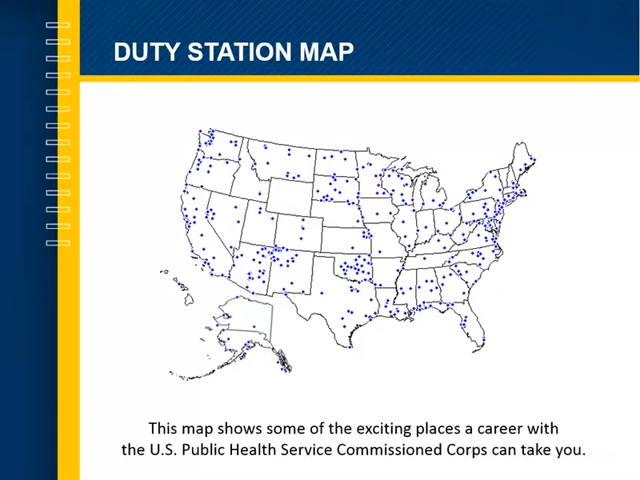 DUTY STATION MAP
This map shows some of the exciting places a career with
the U.S. Public Health Service Commissioned Corps can take you.